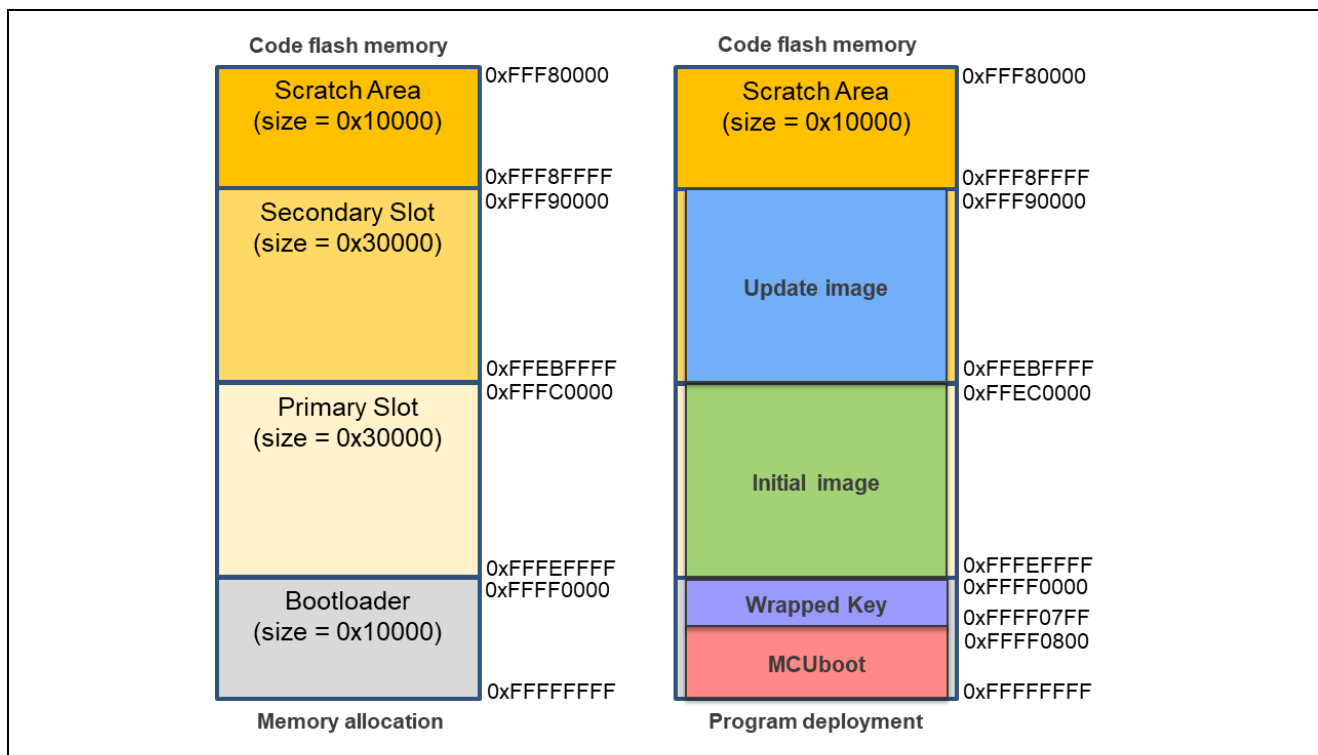 Code flash memory
0xFFF80000
Scratch Area
(size = 0x10000)
0xFFF8FFFF
0xFFF90000
Secondary Slot
(size = 0x30000)
0xFFEBFFFF
0xFFFC0000
Primary Slot
(size = 0x30000)
0xFFFEFFFF
0xFFFF0000
Bootloader
(size = 0x10000)
0xFFFFFFFF
Memory allocation
Code flash memory
0xFFF80000
Scratch Area
(size = 0x10000)
0xFFF8FFFF
0xFFF90000
Update image
0xFFEBFFFF
0xFFEC0000
Initial image
0xFFFEFFFF
0xFFFF0000
Wrapped Key
0xFFFF07FF
0xFFFF0800
MCUboot
0xFFFFFFFF
Program deployment